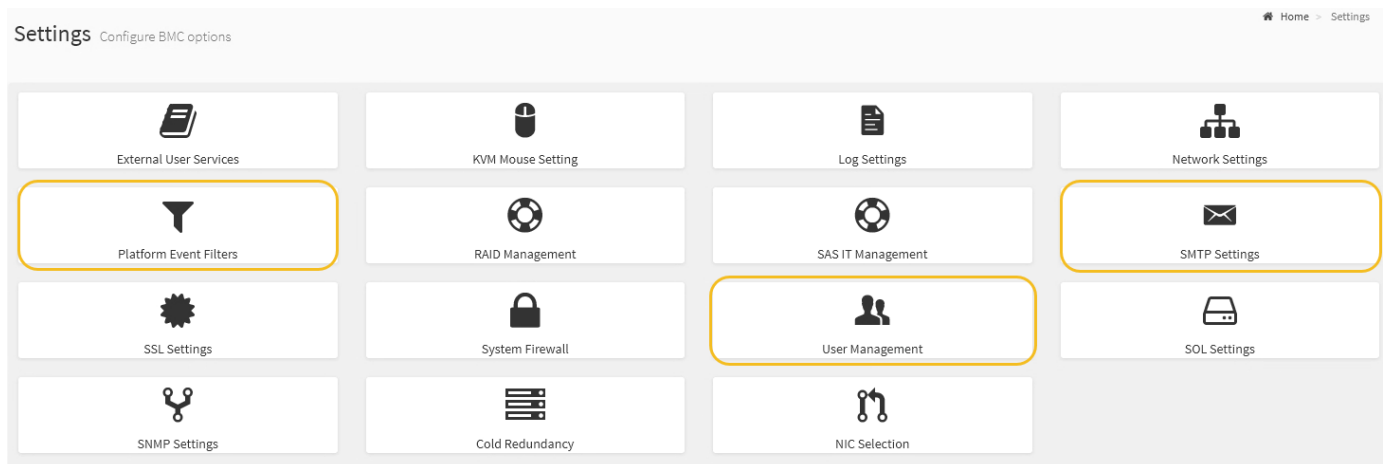 Home > Settings
Settings Configure BMC options
External User Services
KVM Mouse Setting
Log Settings
Network Settings
Platform Event Filters
RAID Management
SAS IT Management
SMTP Settings
SSL Settings
System Firewall
User Management
SOL Settings
SNMP Settings
Cold Redundancy
NIC Selection